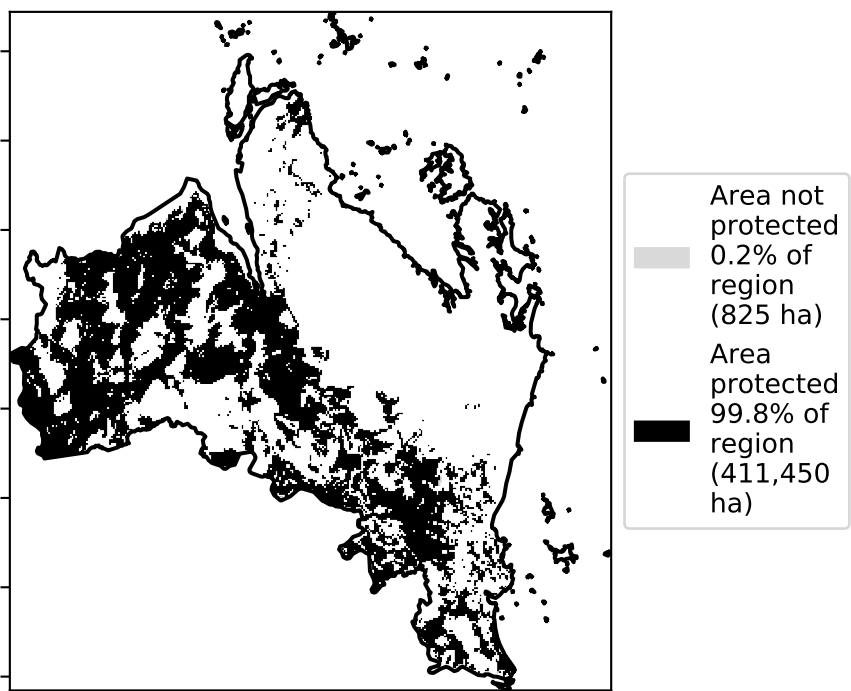 Area not
protected
0.2% of
region
(825 ha)
Area
protected
99.8% of
region
(411,450
ha)